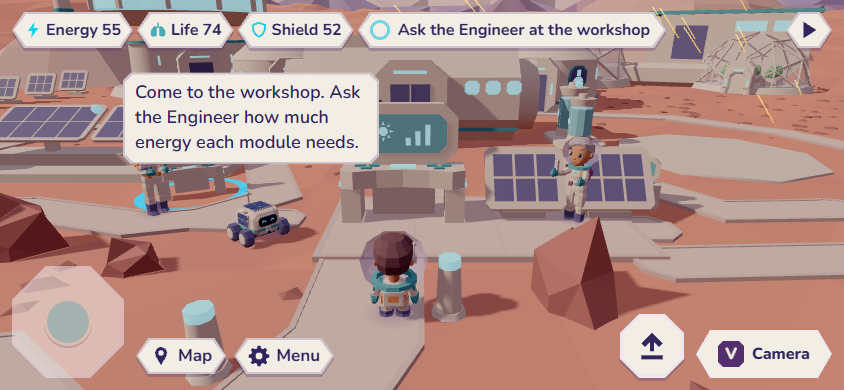 Energy 55
Life 74
Shield 52
Ask the Engineer at the workshop
Come to the workshop. Ask
the Engineer how much
energy each module needs.
Map
Menu
V Camera